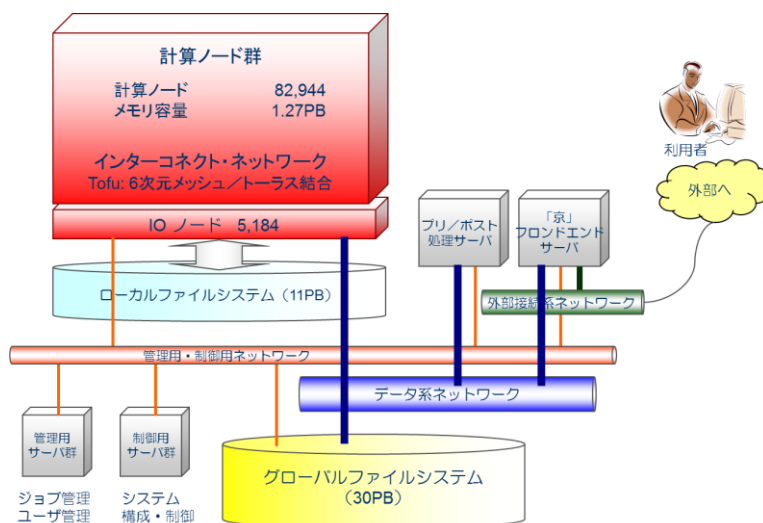 計算ノード群
計算ノード 82,944
メモリ容量 1.27PB
インターコネクト・ネットワーク
Tofu: 6次元メッシュ／トーラス結合
IO ノード 5,184
ローカルファイルシステム（11PB）
プリ／ポスト
処理サーバ
「京」
フロンドエンド
サーバ
利用者
外部へ
外部接続系ネットワーク
管理用・制御用ネットワーク
データ系ネットワーク
管理用
サーバ群
ジョブ管理
ユーザ管理
制御用
サーバ群
システム
構成・制御
グローバルファイルシステム
（30PB）